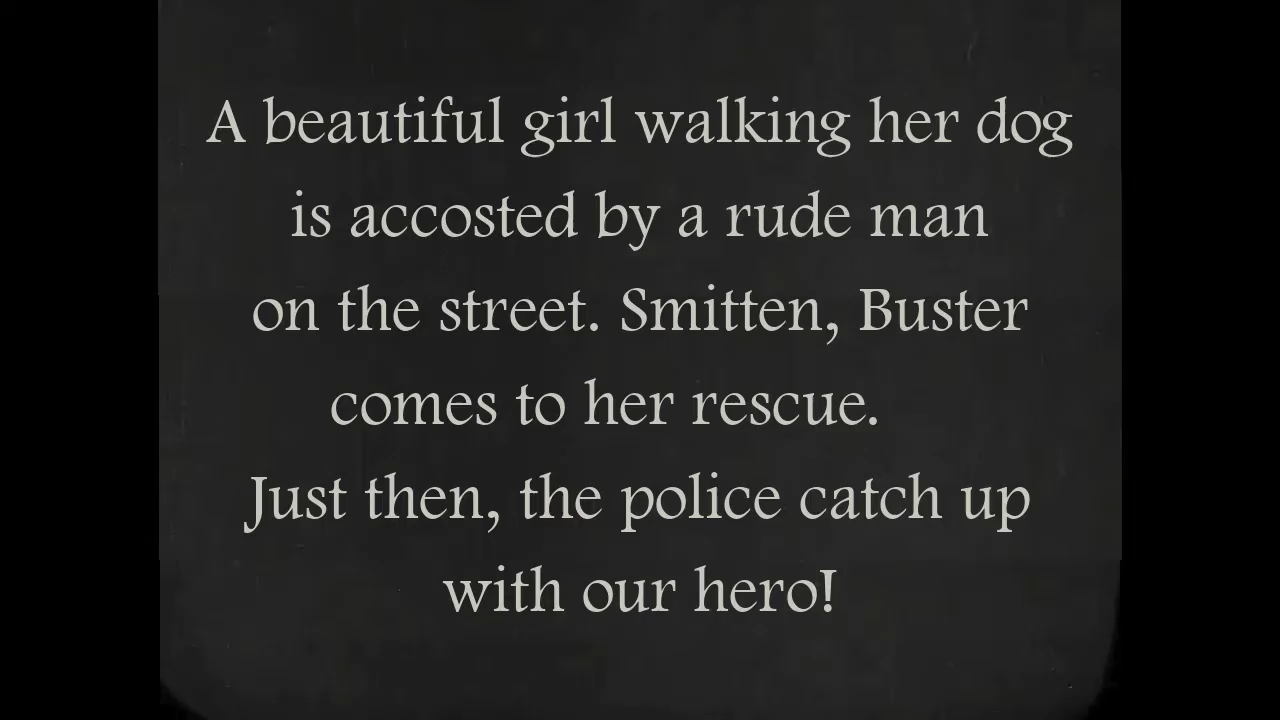 A beautiful girl walking her dog
is accosted by a rude man
on the street. Smitten, Buster
comes to her rescue.
Just then, the police catch up
with our hero!